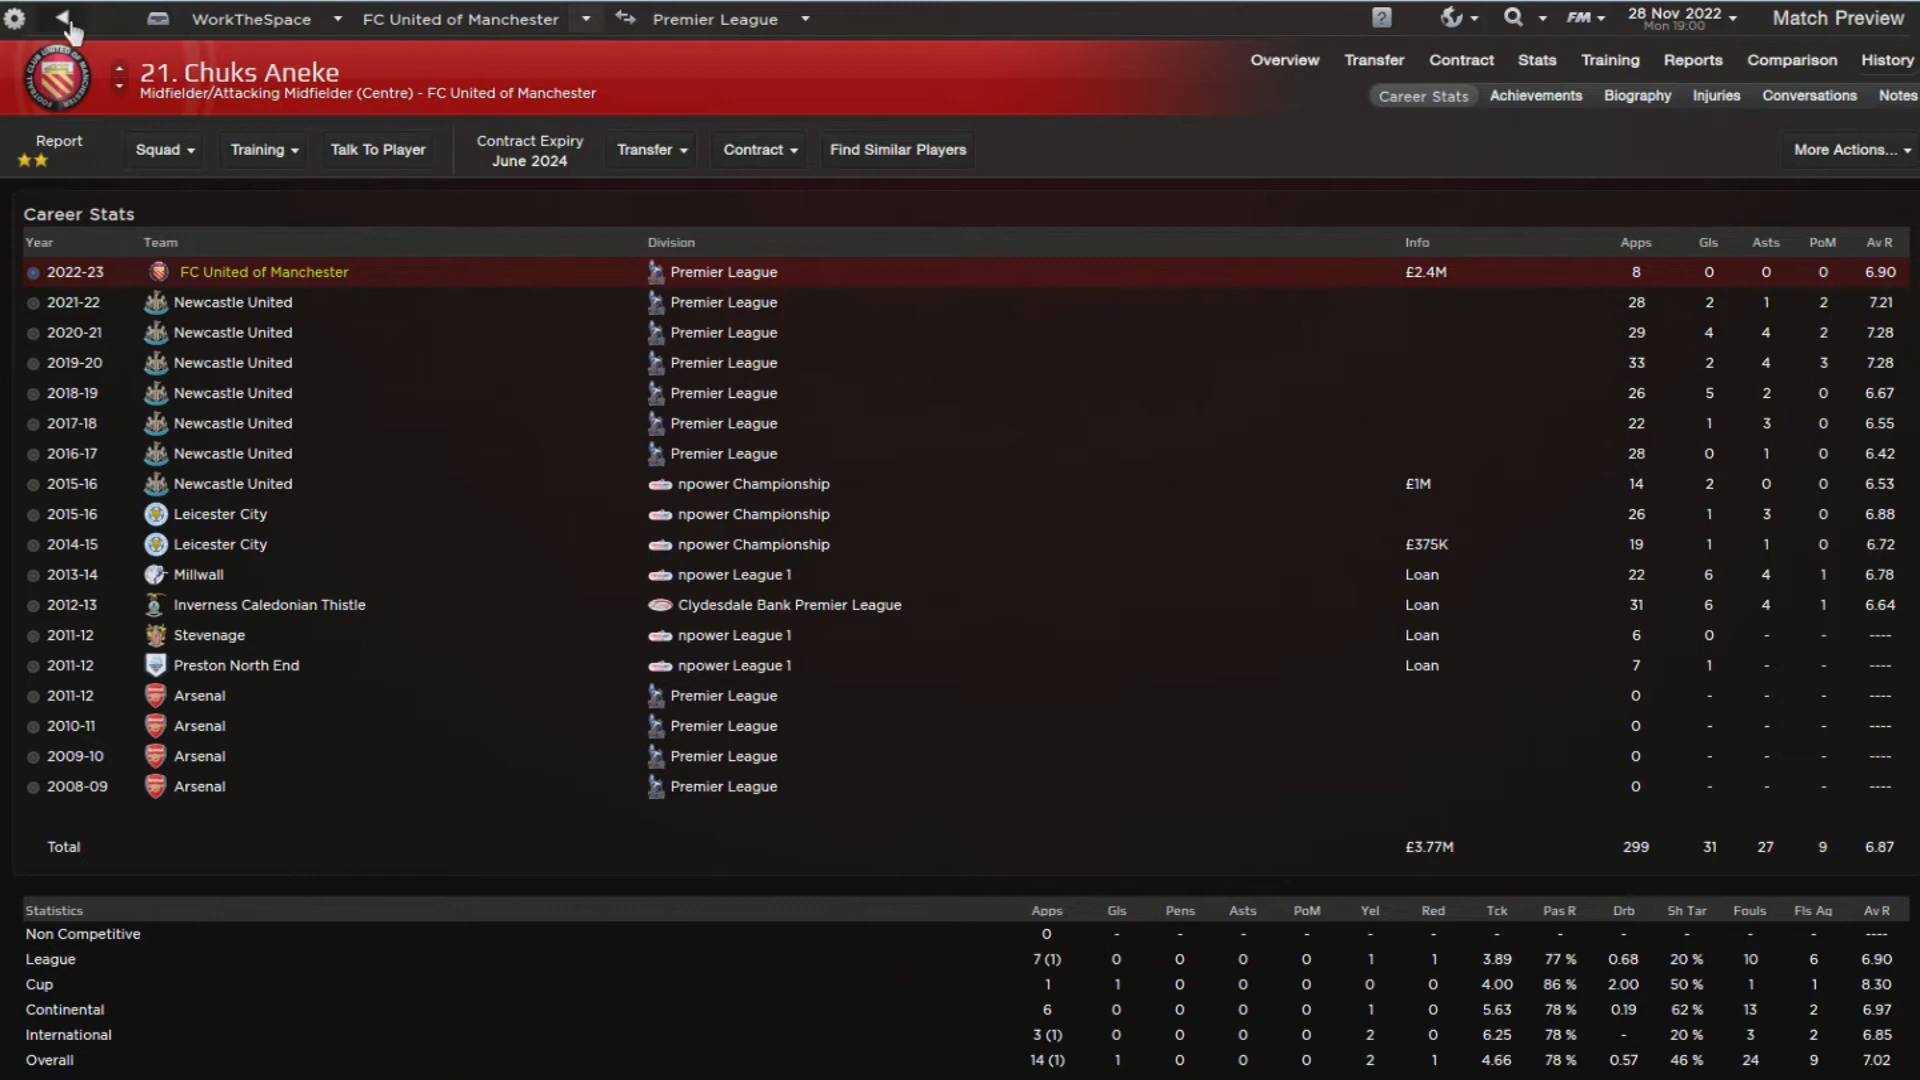 WorkTheSpace FC United of Manchester Premier League ? FM 28 Nov 2022 Match Preview
Mon 19:00
21. Chuks Aneke
Midfielder/Attacking Midfielder (Centre) - FC United of Manchester
Overview Transfer Contract Stats Training Reports Comparison History
Career Stats Achievements Biography Injuries Conversations Notes
Report Squad Training Talk To Player Contract Expiry Transfer Contract Find Similar Players More Actions...
June 2024
Career Stats
Year Team Division Info Apps Gls Asts PoM Av R
2022-23 FC United of Manchester Premier League £2.4M 8 0 0 0 6.90
2021-22 Newcastle United Premier League 28 2 1 2 7.21
2020-21 Newcastle United Premier League 29 4 4 2 7.28
2019-20 Newcastle United Premier League 33 2 4 3 7.28
2018-19 Newcastle United Premier League 26 5 2 0 6.67
2017-18 Newcastle United Premier League 22 1 3 0 6.55
2016-17 Newcastle United Premier League 28 0 1 0 6.42
2015-16 Newcastle United npower Championship £1M 14 2 0 0 6.53
2015-16 Leicester City npower Championship 26 1 3 0 6.88
2014-15 Leicester City npower Championship £375K 19 1 1 0 6.72
2013-14 Millwall npower League 1 Loan 22 6 4 1 6.78
2012-13 Inverness Caledonian Thistle Clydesdale Bank Premier League Loan 31 6 4 1 6.64
2011-12 Stevenage npower League 1 Loan 6 0 - - ----
2011-12 Preston North End npower League 1 Loan 7 1 - - ----
2011-12 Arsenal Premier League 0 - - - ----
2010-11 Arsenal Premier League 0 - - - ----
2009-10 Arsenal Premier League 0 - - - ----
2008-09 Arsenal Premier League 0 - - - ----
Total £3.77M 299 31 27 9 6.87
Statistics Apps Gls Pens Asts PoM Yel Red Tck Pas R Drb Sh Tar Fouls Fls Ag Av R
Non Competitive 0 - - - - - - - - - - - - ----
League 7 (1) 0 0 0 0 1 1 3.89 77 % 0.68 20 % 10 6 6.90
Cup 1 1 0 0 0 0 0 4.00 86 % 2.00 50 % 1 1 8.30
Continental 6 0 0 0 0 1 0 5.63 78 % 0.19 62 % 13 2 6.97
International 3 (1) 0 0 0 0 2 0 6.25 78 % - 20 % 3 2 6.85
Overall 14 (1) 1 0 0 0 2 1 4.66 78 % 0.57 46 % 24 9 7.02